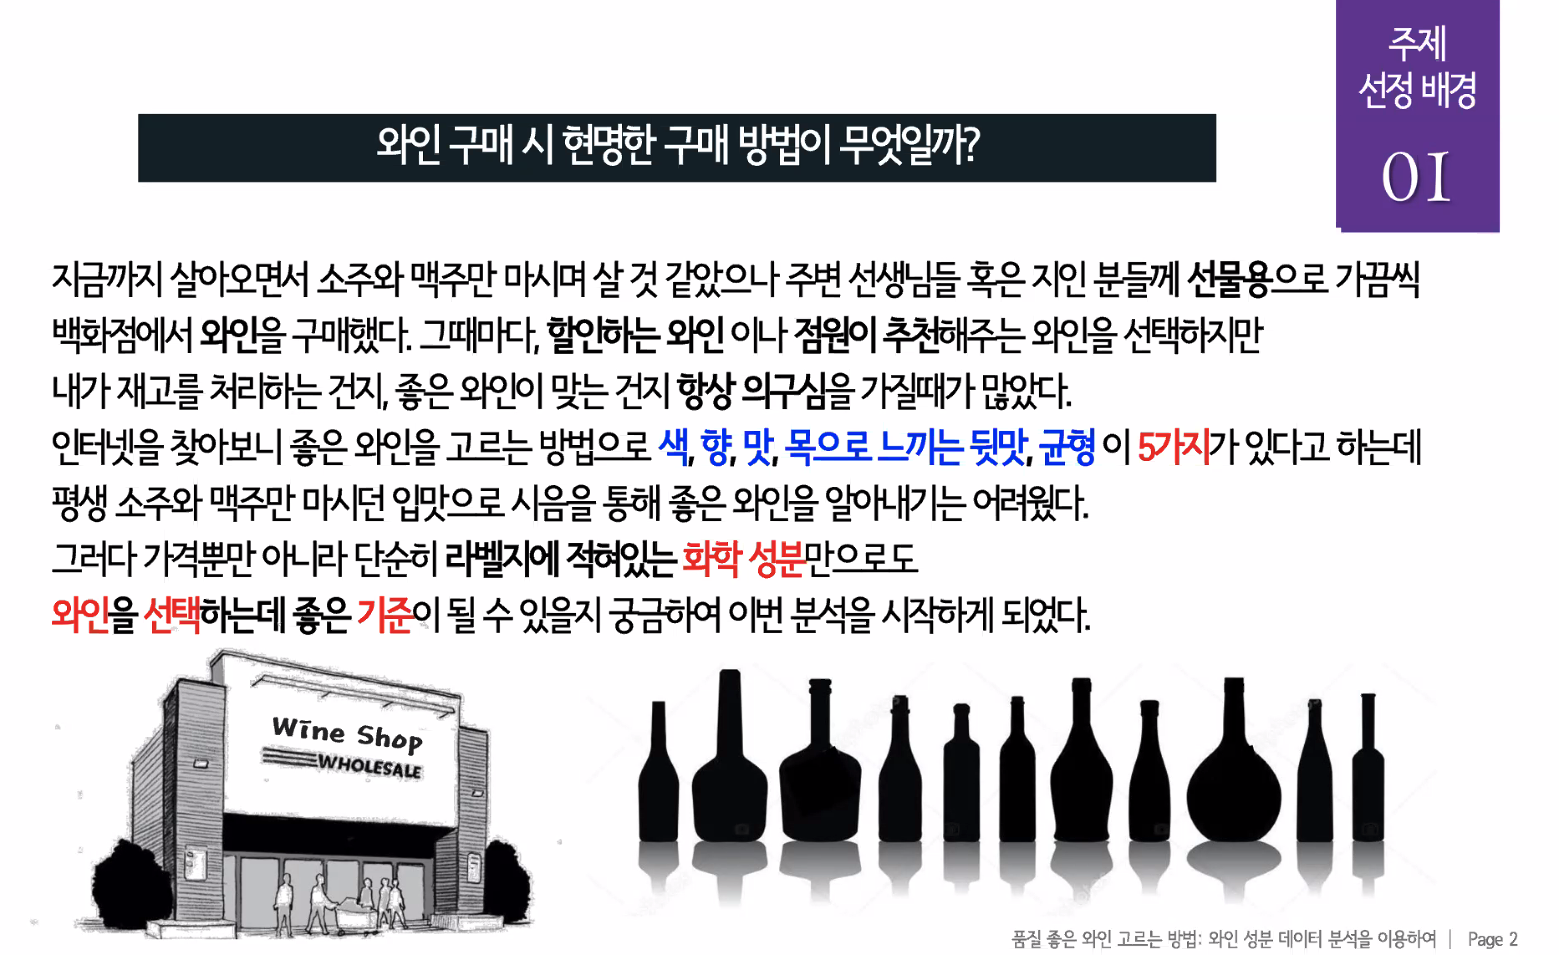 주제
선정 배경
01
와인 구매 시 현명한 구매 방법이 무엇일까?
지금까지 살아오면서 소주와 맥주만 마시며 살 것 같았으나 주변 선생님들 혹은 지인 분들께 선물용으로 가끔씩
백화점에서 와인을 구매했다. 그때마다, 할인하는 와인 이나 점원이 추천해주는 와인을 선택하지만
내가 재고를 처리하는 건지, 좋은 와인이 맞는 건지 항상 의구심을 가질때가 많았다.
인터넷을 찾아보니 좋은 와인을 고르는 방법으로 색, 향, 맛, 목으로 느끼는 뒷맛, 균형 이 5가지가 있다고 하는데
평생 소주와 맥주만 마시던 입맛으로 시음을 통해 좋은 와인을 알아내기는 어려웠다.
그러다 가격뿐만 아니라 단순히 라벨지에 적혀있는 화학 성분만으로도
와인을 선택하는데 좋은 기준이 될 수 있을지 궁금하여 이번 분석을 시작하게 되었다.
Wine Shop
WHOLESALE
품질 좋은 와인 고르는 방법: 와인 성분 데이터 분석을 이용하여 | Page 2